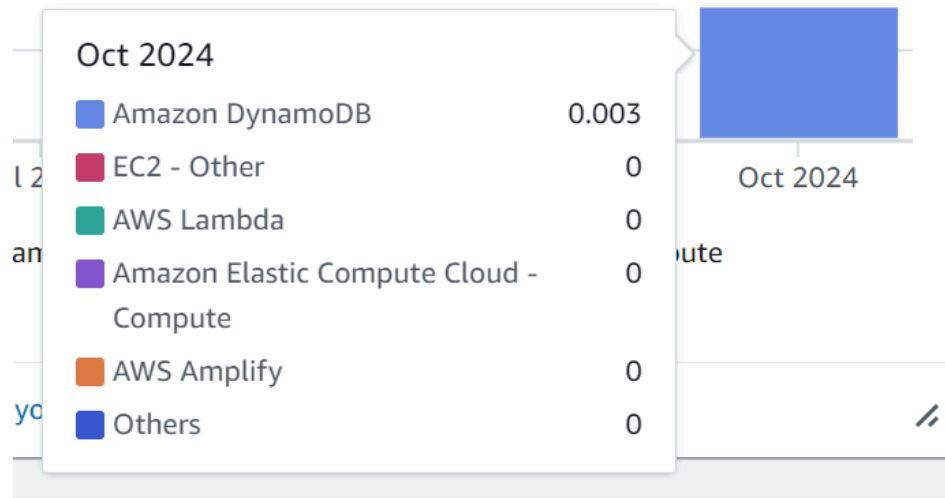 Oct 2024
Amazon DynamoDB 0.003
EC2 - Other 0
AWS Lambda 0
Amazon Elastic Compute Cloud - 0
Compute
AWS Amplify 0
Others 0
Oct 2024